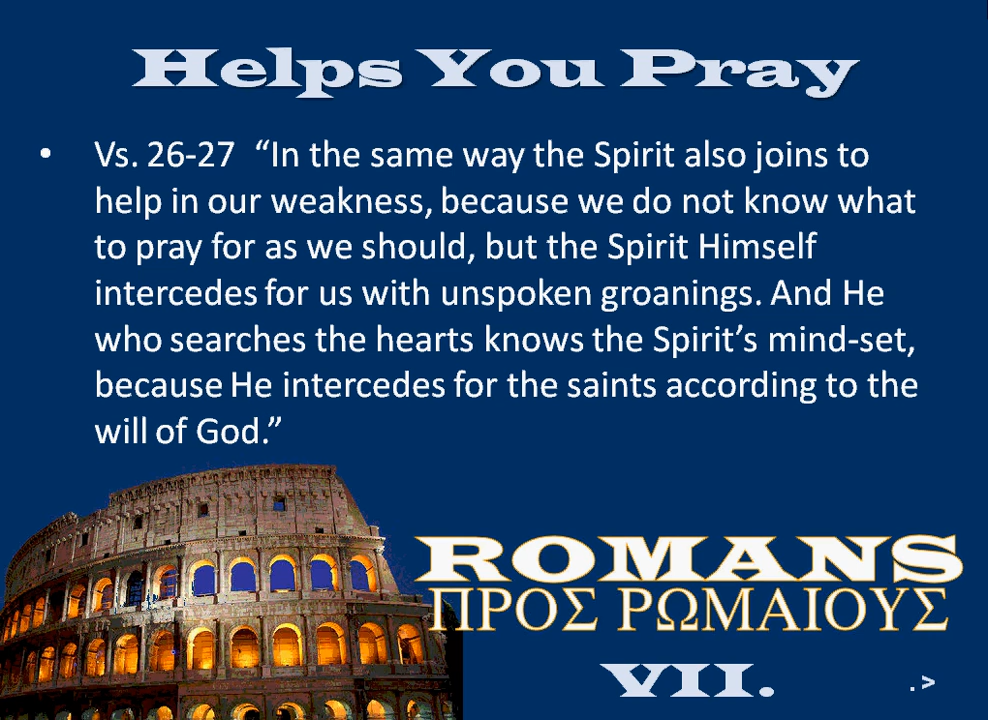 Helps You Pray
• Vs. 26-27 “In the same way the Spirit also joins to
help in our weakness, because we do not know what
to pray for as we should, but the Spirit Himself
intercedes for us with unspoken groanings. And He
who searches the hearts knows the Spirit’s mind-set,
because He intercedes for the saints according to the
will of God.”
ROMANS
ΠΡΟΣ ΡΩΜΑΙΟΥΣ
VII.
. >